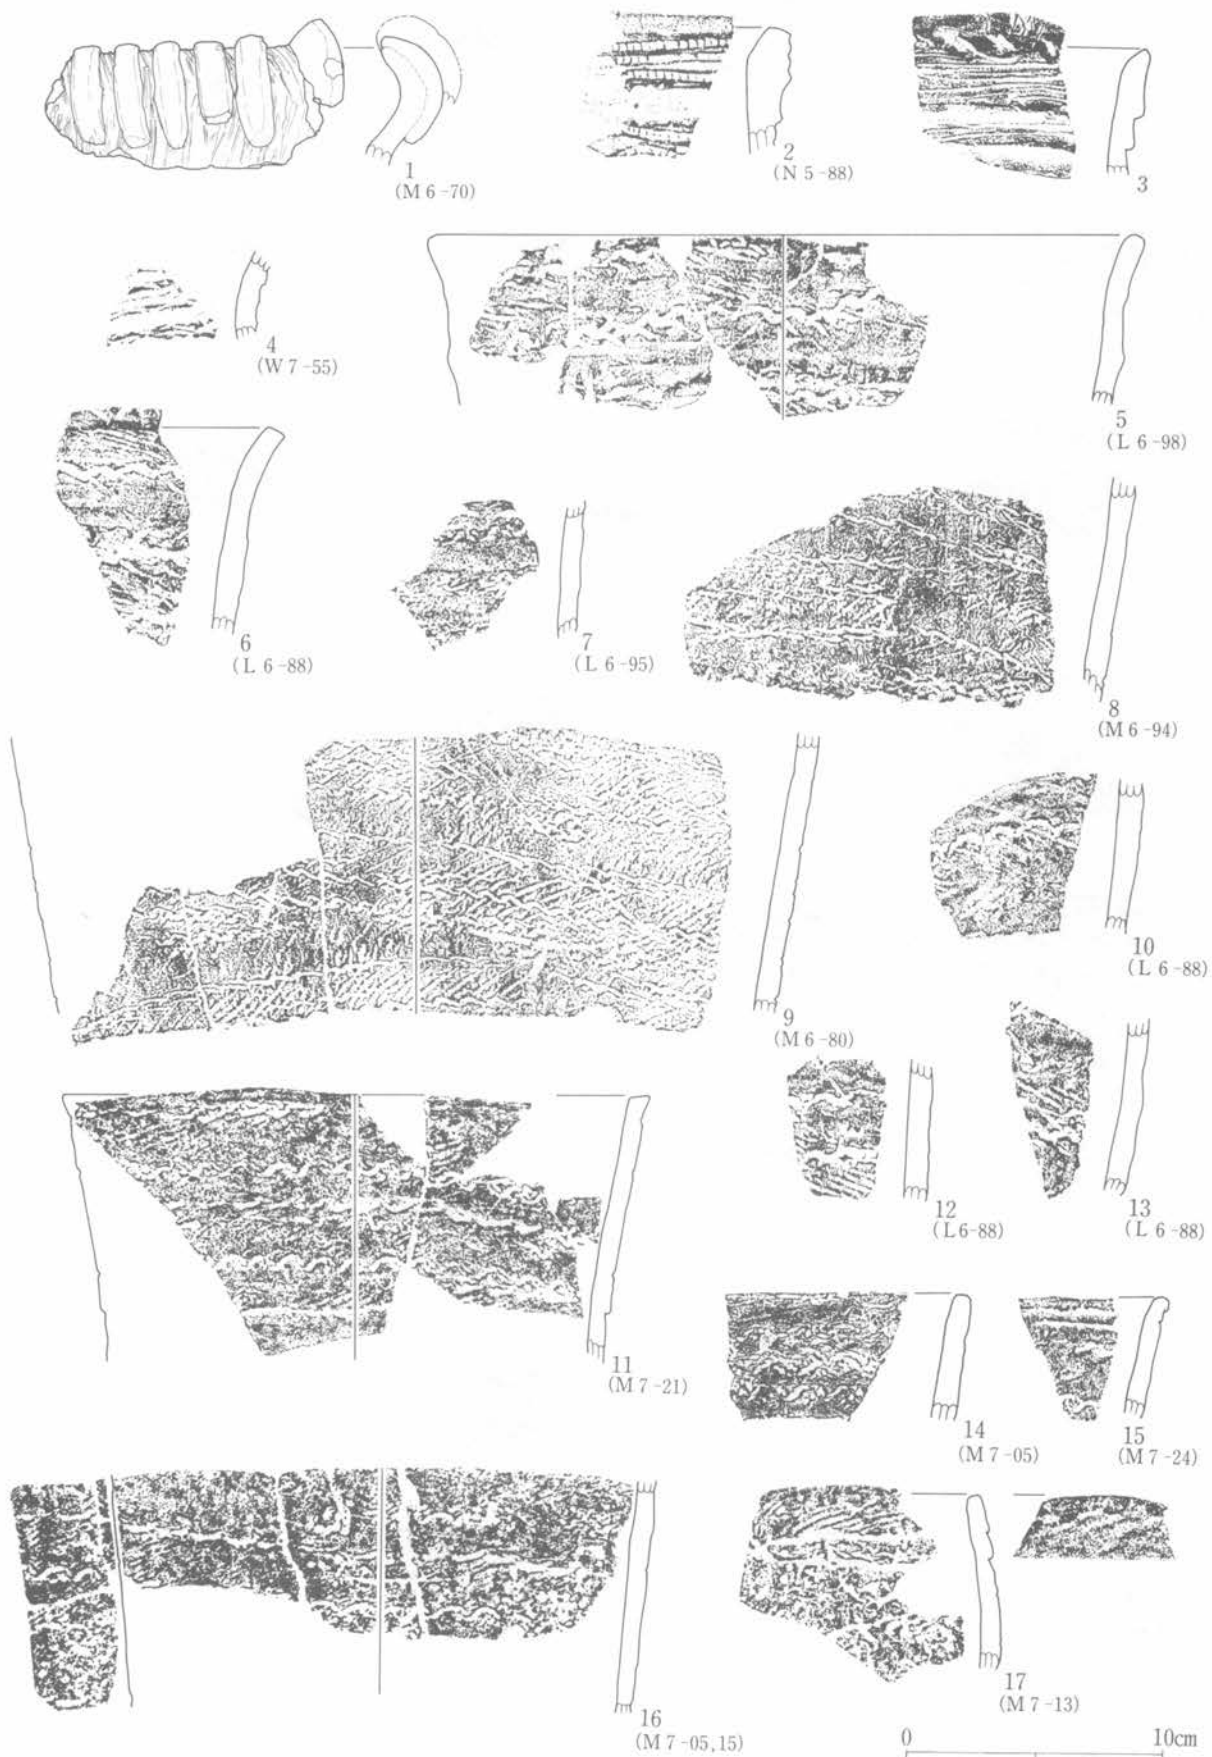 1
(M 6-70)
2
(N 5-88)
3
4
(W 7-55)
5
(L 6-98)
6
(L 6-88)
7
(L 6-95)
8
(M 6-94)
9
(M 6-80)
10
(L 6-88)
11
(M 7-21)
12
(L 6-88)
13
(L 6-88)
14
(M 7-05)
15
(M 7-24)
16
(M 7-05,15)
17
(M 7-13)
0 10cm